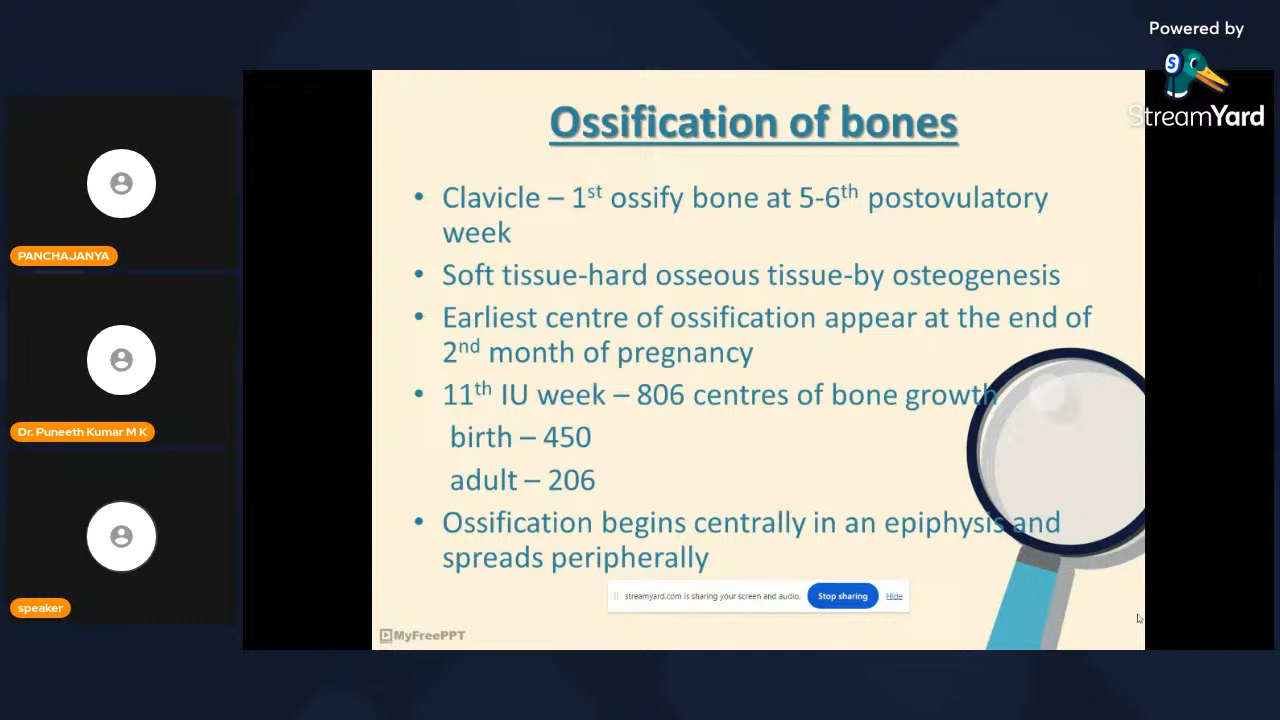 Powered by
StreamYard
PANCHAJANYA
Dr. Puneeth Kumar M K
speaker
Ossification of bones
• Clavicle – 1st ossify bone at 5-6th postovulatory
week
• Soft tissue-hard osseous tissue-by osteogenesis
• Earliest centre of ossification appear at the end of
2nd month of pregnancy
• 11th IU week – 806 centres of bone growth
birth – 450
adult – 206
• Ossification begins centrally in an epiphysis and
spreads peripherally
streamyard.com is sharing your screen and audio. Stop sharing Hide
MyFreePPT